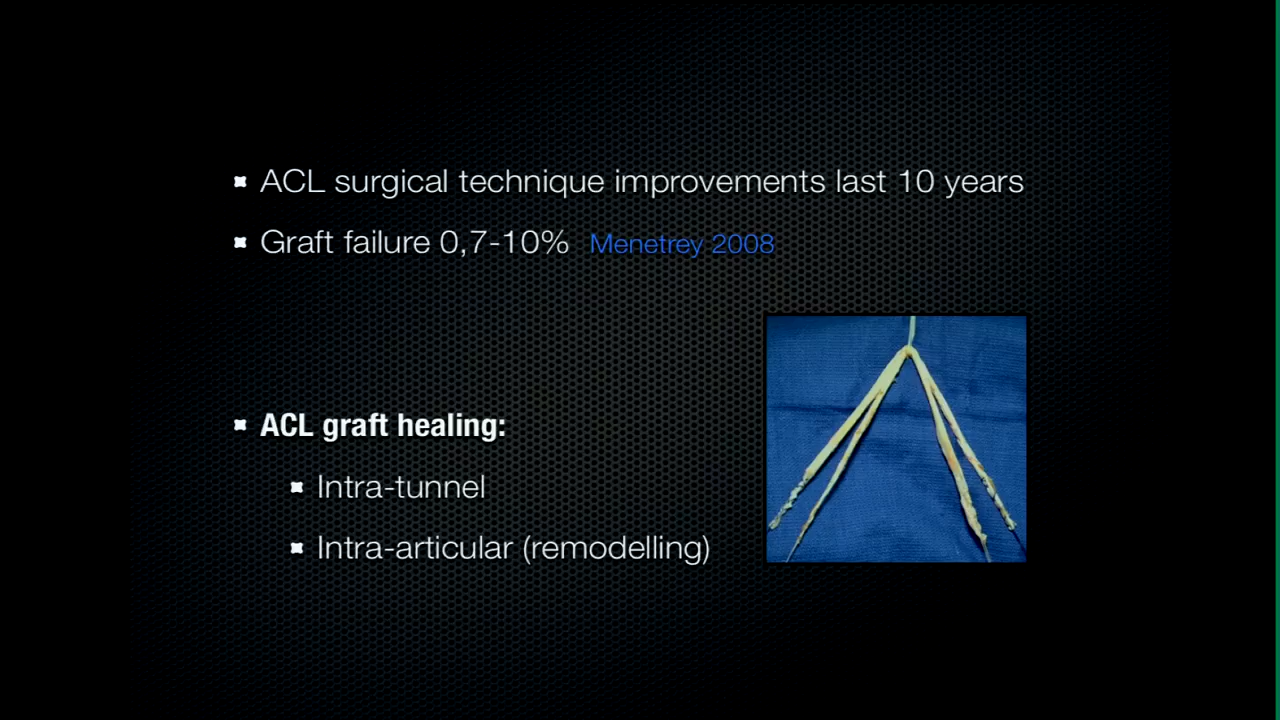 ACL surgical technique improvements last 10 years
Graft failure 0,7-10% Menetrey 2008
ACL graft healing:
Intra-tunnel
Intra-articular (remodelling)